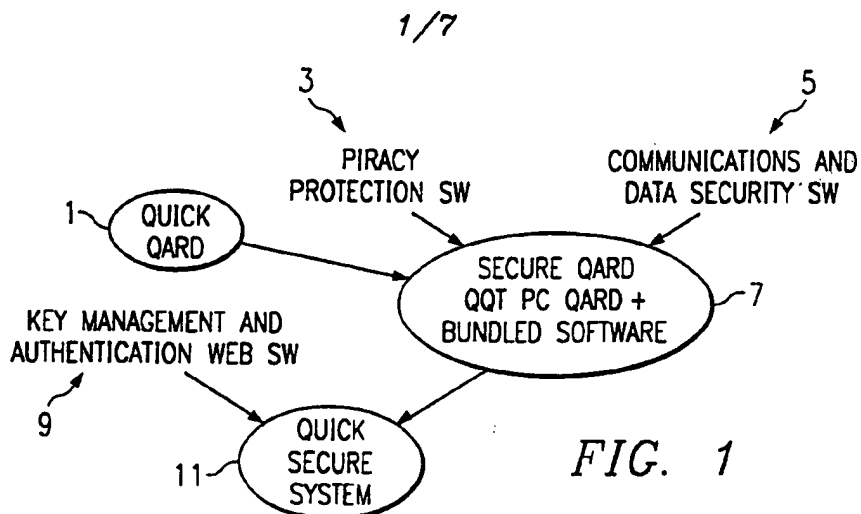 1/7
3
5
PIRACY
PROTECTION SW
COMMUNICATIONS AND
DATA SECURITY SW
1
QUICK
QARD
SECURE QARD
QQT PC QARD +
BUNDLED SOFTWARE
7
KEY MANAGEMENT AND
AUTHENTICATION WEB SW
9
QUICK
SECURE
SYSTEM
11
FIG. 1